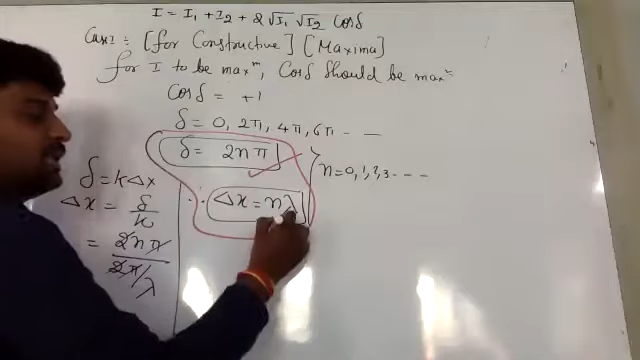 I = I₁ + I₂ + 2 √I₁ √I₂ Cosδ
Case I : [for Constructive] [Maxima]
for I to be maxᵐ, Cosδ should be maxᵐ
Cosδ = +1
δ = 0, 2π, 4π, 6π - - —
δ = 2nπ
n = 0, 1, 2, 3 - - - -
∴ Δx = nλ
δ = kΔx
Δx = δ/k
= 2nπ / 2π/λ